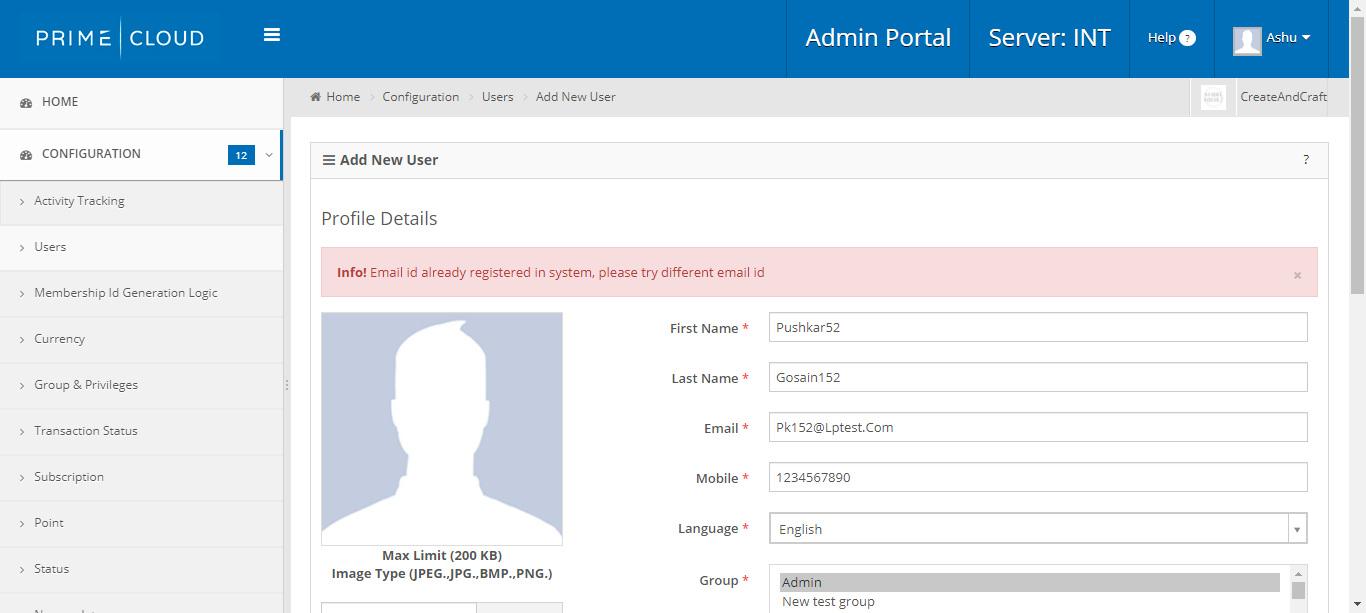 PRIME CLOUD
Admin Portal
Server: INT
Help ?
Ashu
HOME
CONFIGURATION 12
Activity Tracking
Users
Membership Id Generation Logic
Currency
Group & Privileges
Transaction Status
Subscription
Point
Status
Home > Configuration > Users > Add New User
CreateAndCraft
Add New User ?
Profile Details
Info! Email id already registered in system, please try different email id ×
Max Limit (200 KB)
Image Type (JPEG.,JPG.,BMP.,PNG.)
First Name * Pushkar52
Last Name * Gosain152
Email * Pk152@Lptest.Com
Mobile * 1234567890
Language * English
Group * Admin
New test group